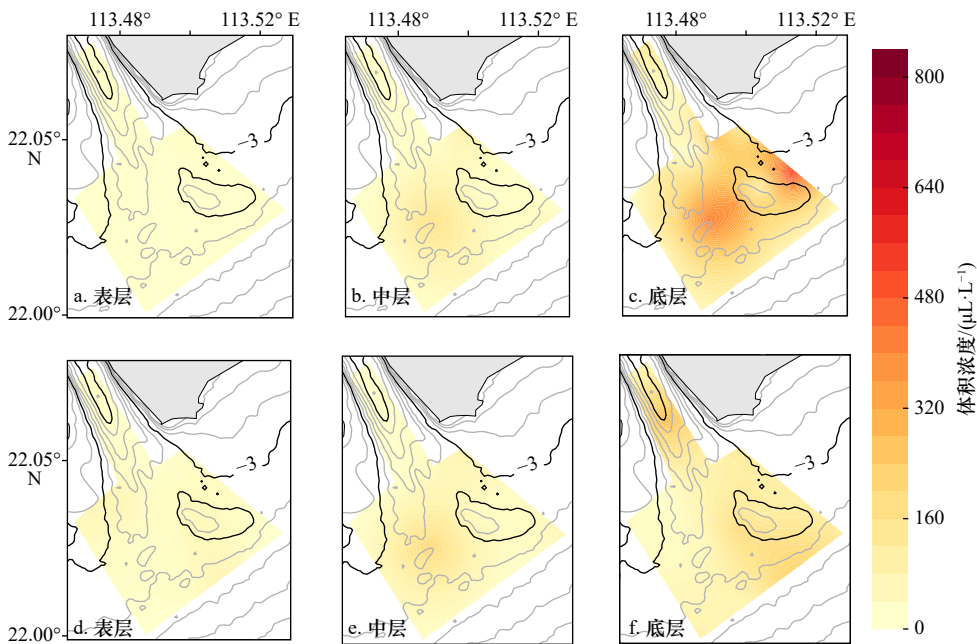 113.48° 113.52° E 113.48° 113.52° E 113.48° 113.52° E
22.05°
N
22.00°
−3
a. 表层
−3
b. 中层
−3
c. 底层
22.05°
N
22.00°
−3
d. 表层
−3
e. 中层
−3
f. 底层
800
640
480
320
160
0
体积浓度/(μL·L⁻¹)